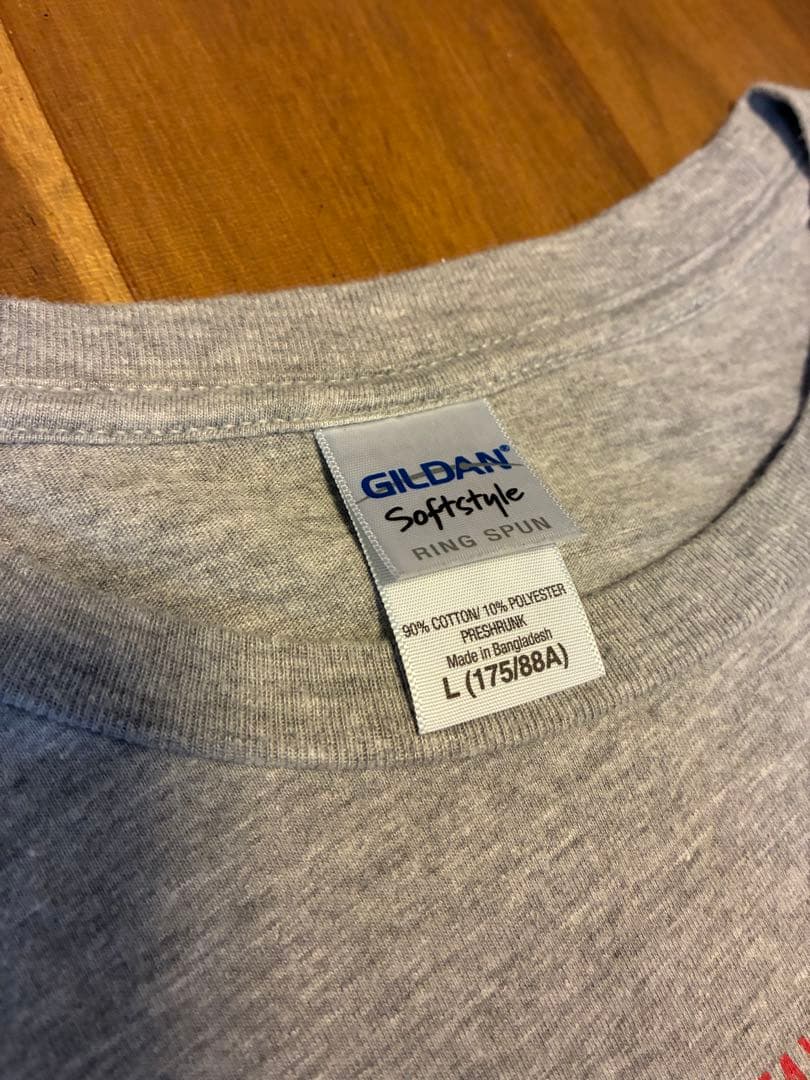 GILDAN®
Softstyle
RING SPUN
90% COTTON/ 10% POLYESTER
PRESHRUNK
Made in Bangladesh
L (175/88A)